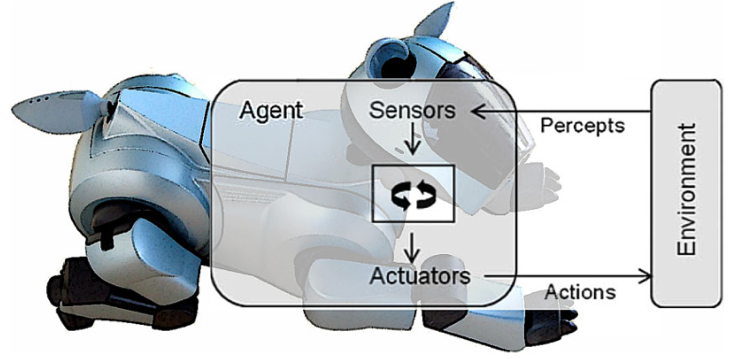 Agent
Sensors
Percepts
Environment
Actuators
Actions